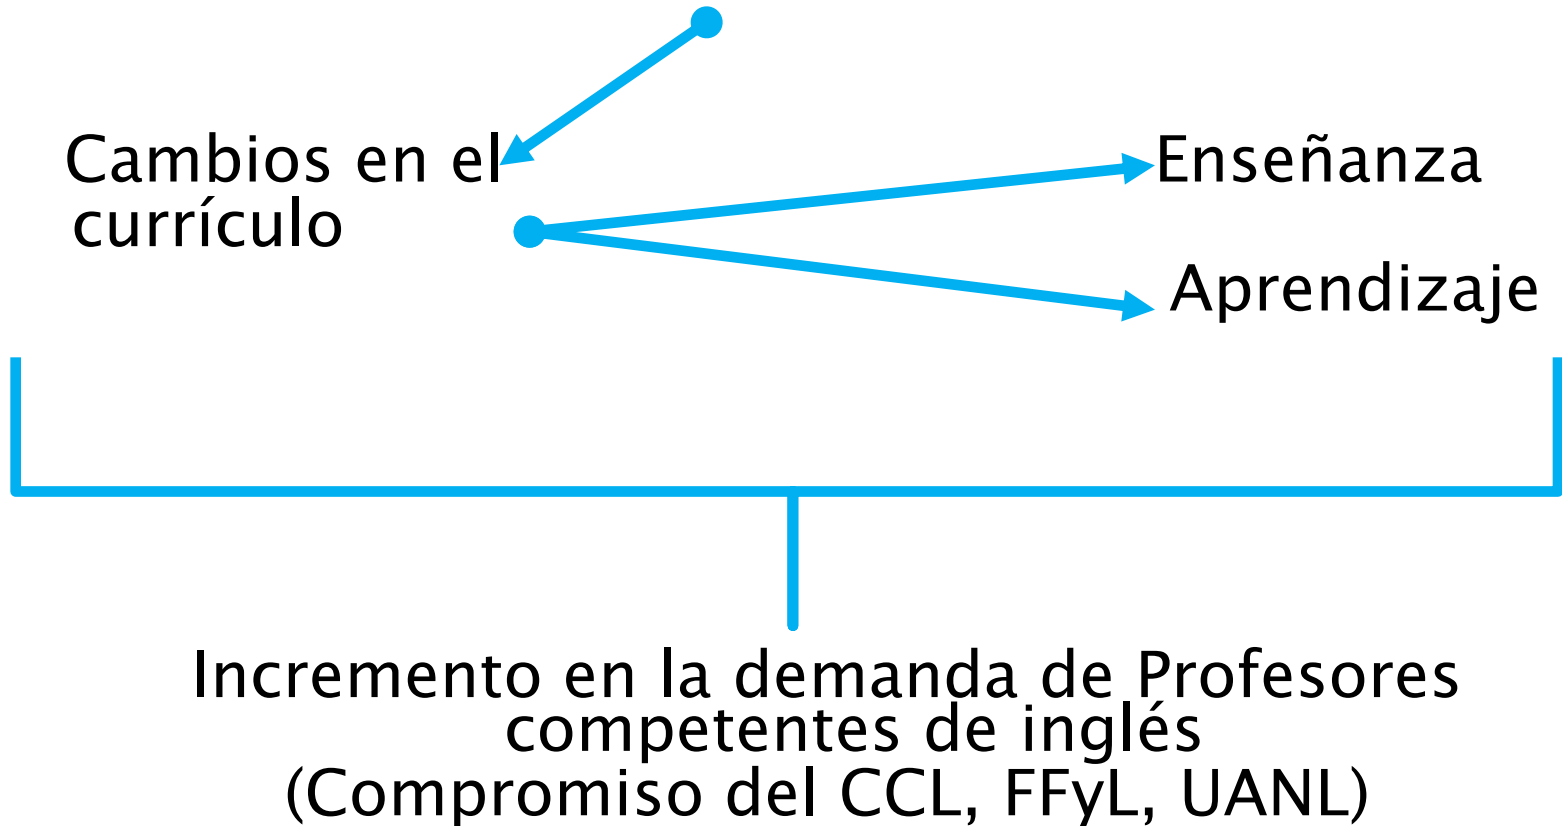 Cambios en el
currículo
Enseñanza
Aprendizaje
Incremento en la demanda de Profesores
competentes de inglés
(Compromiso del CCL, FFyL, UANL)